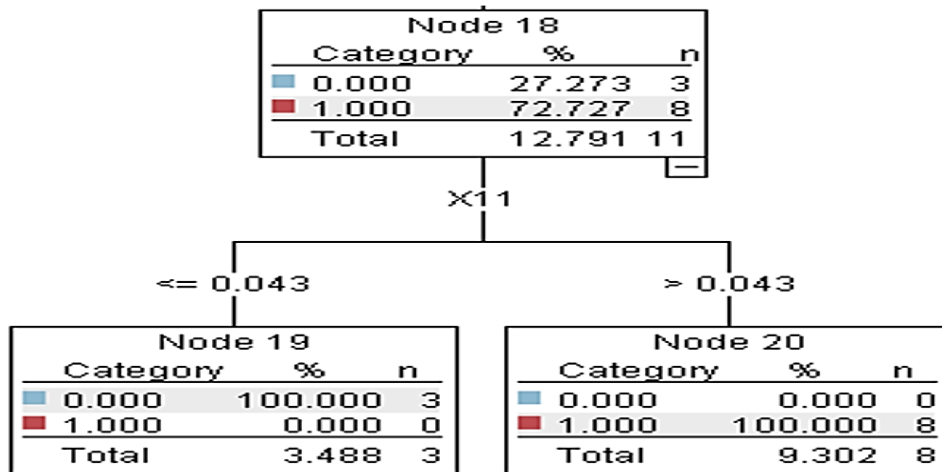 Node 18
Category % n
0.000 27.273 3
1.000 72.727 8
Total 12.791 11
X11
<= 0.043
> 0.043
Node 19
Category % n
0.000 100.000 3
1.000 0.000 0
Total 3.488 3
Node 20
Category % n
0.000 0.000 0
1.000 100.000 8
Total 9.302 8